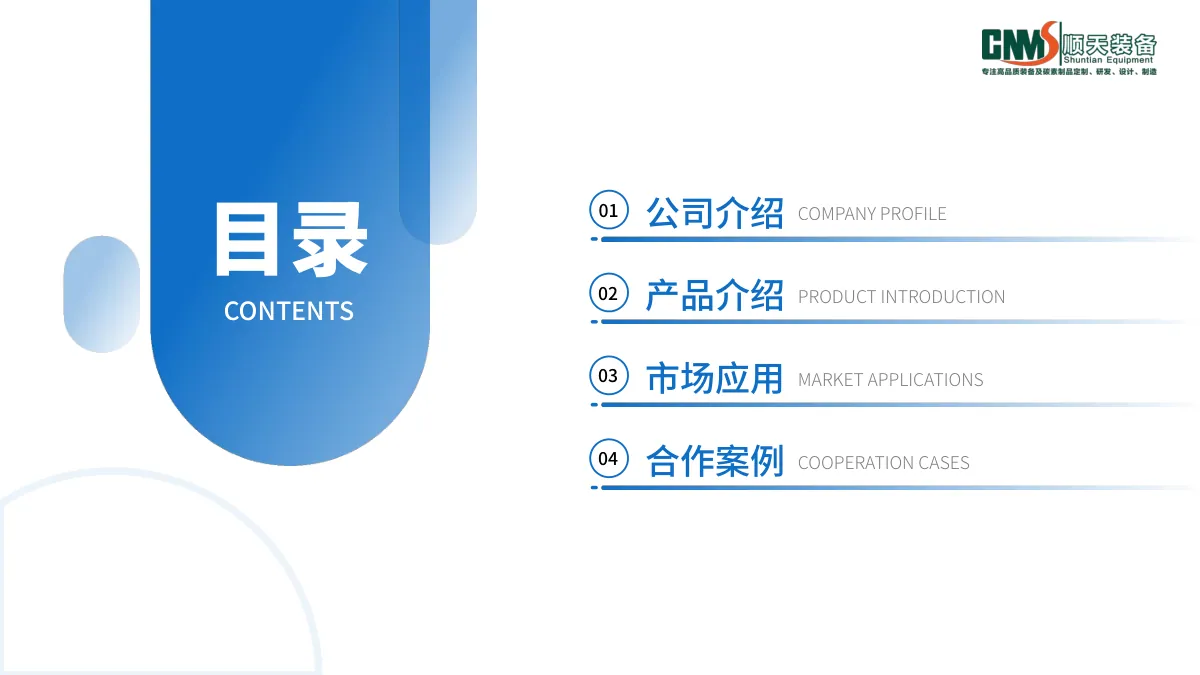 CNMS 顺天装备
Shuntian Equipment
专注高品质装备及碳素制品定制、研发、设计、制造
目录
CONTENTS
01 公司介绍 COMPANY PROFILE
02 产品介绍 PRODUCT INTRODUCTION
03 市场应用 MARKET APPLICATIONS
04 合作案例 COOPERATION CASES